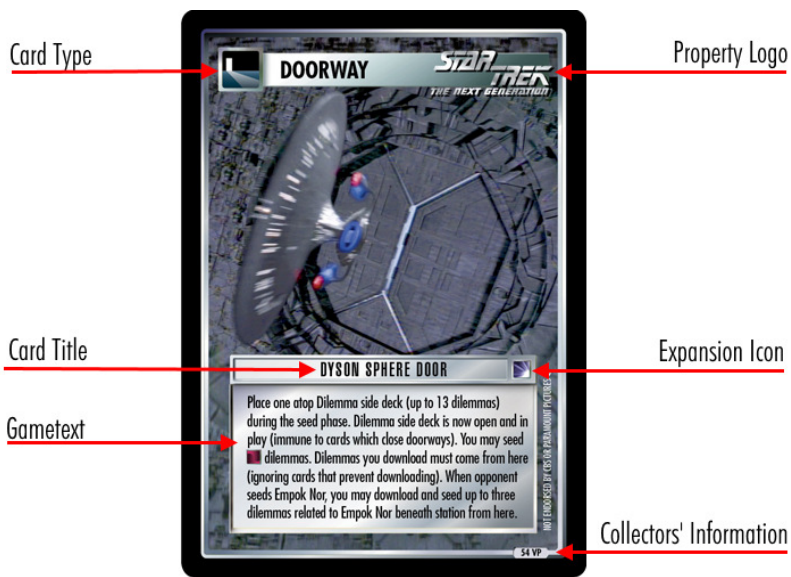 Card Type
DOORWAY
STAR TREK
THE NEXT GENERATION
Property Logo
Card Title
DYSON SPHERE DOOR
Expansion Icon
Gametext
Place one atop Dilemma side deck (up to 13 dilemmas)
during the seed phase. Dilemma side deck is now open and in
play (immune to cards which close doorways). You may seed
dilemmas. Dilemmas you download must come from here
(ignoring cards that prevent downloading). When opponent
seeds Empok Nor, you may download and seed up to three
dilemmas related to Empok Nor beneath station from here.
NOT ENDORSED BY CBS OR PARAMOUNT PICTURES
Collectors' Information
54 VP